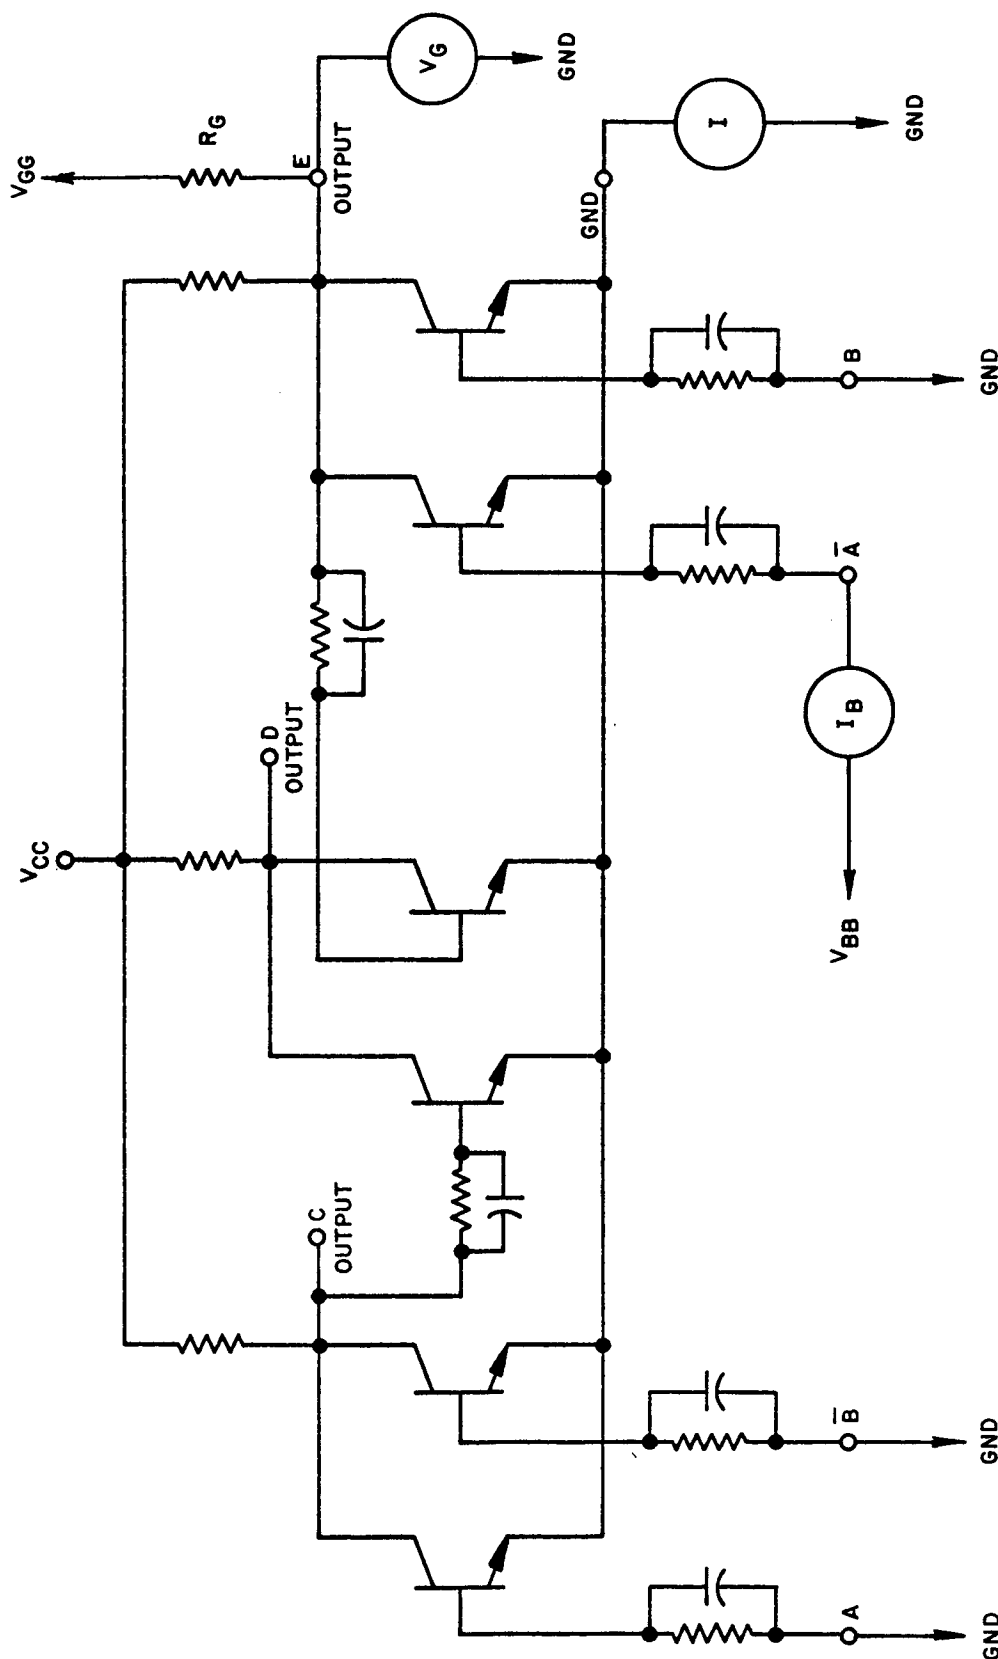 V_CC
V_GG
R_G
C
OUTPUT
D
OUTPUT
E
OUTPUT
V_G
GND
GND
I
GND
A
GND
B̅
GND
A̅
I_B
V_BB
B
GND